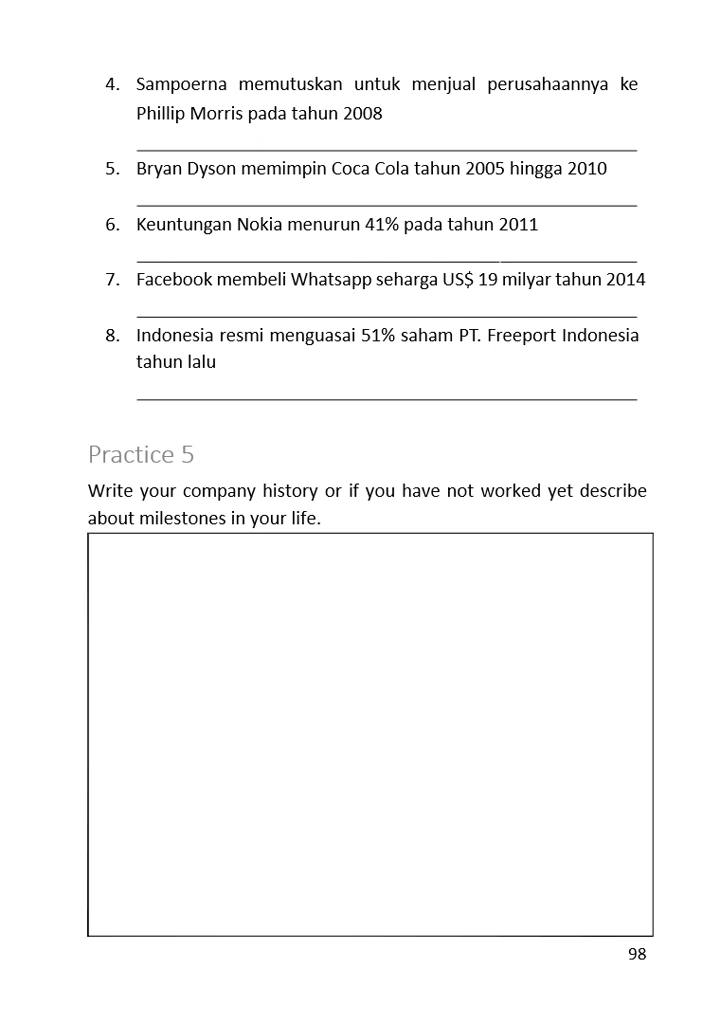 4. Sampoerna memutuskan untuk menjual perusahaannya ke
Phillip Morris pada tahun 2008
5. Bryan Dyson memimpin Coca Cola tahun 2005 hingga 2010
6. Keuntungan Nokia menurun 41% pada tahun 2011
7. Facebook membeli Whatsapp seharga US$ 19 milyar tahun 2014
8. Indonesia resmi menguasai 51% saham PT. Freeport Indonesia
tahun lalu
Practice 5
Write your company history or if you have not worked yet describe
about milestones in your life.
98